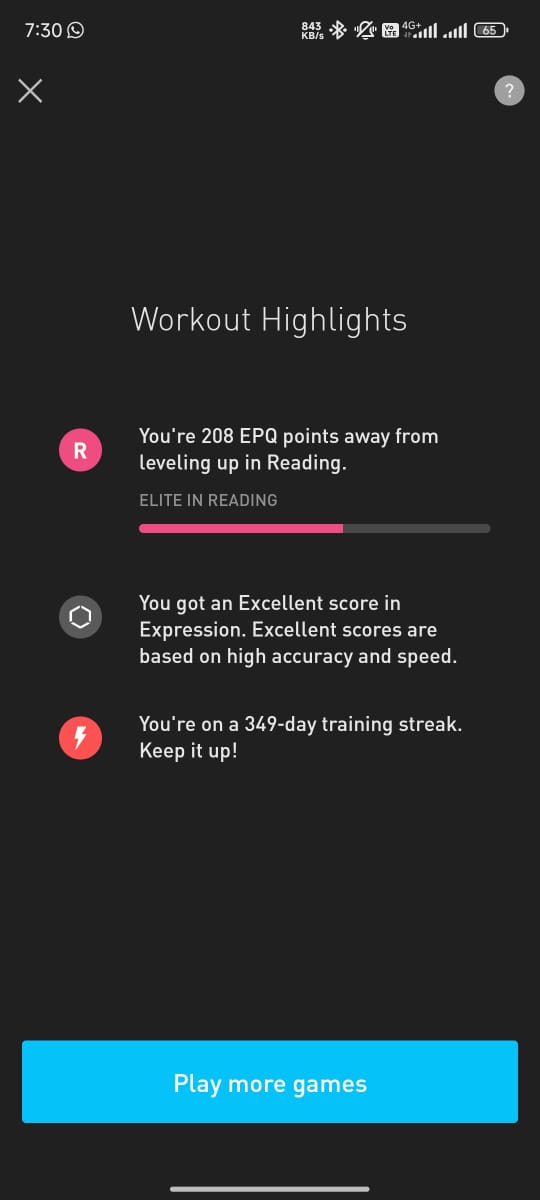 7:30
843
KB/s
Vo
LTE
4G+
65
?
Workout Highlights
R
You're 208 EPQ points away from
leveling up in Reading.
ELITE IN READING
You got an Excellent score in
Expression. Excellent scores are
based on high accuracy and speed.
You're on a 349-day training streak.
Keep it up!
Play more games